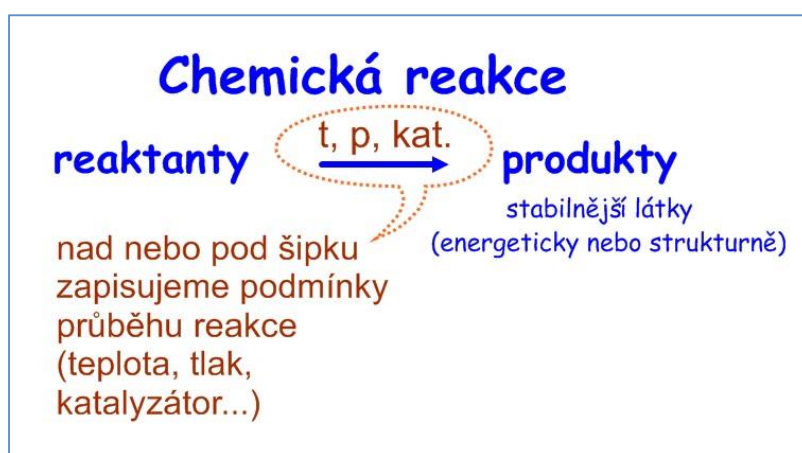 Chemická reakce
reaktanty t, p, kat. produkty
stabilnější látky
(energeticky nebo strukturně)
nad nebo pod šipku
zapisujeme podmínky
průběhu reakce
(teplota, tlak,
katalyzátor...)